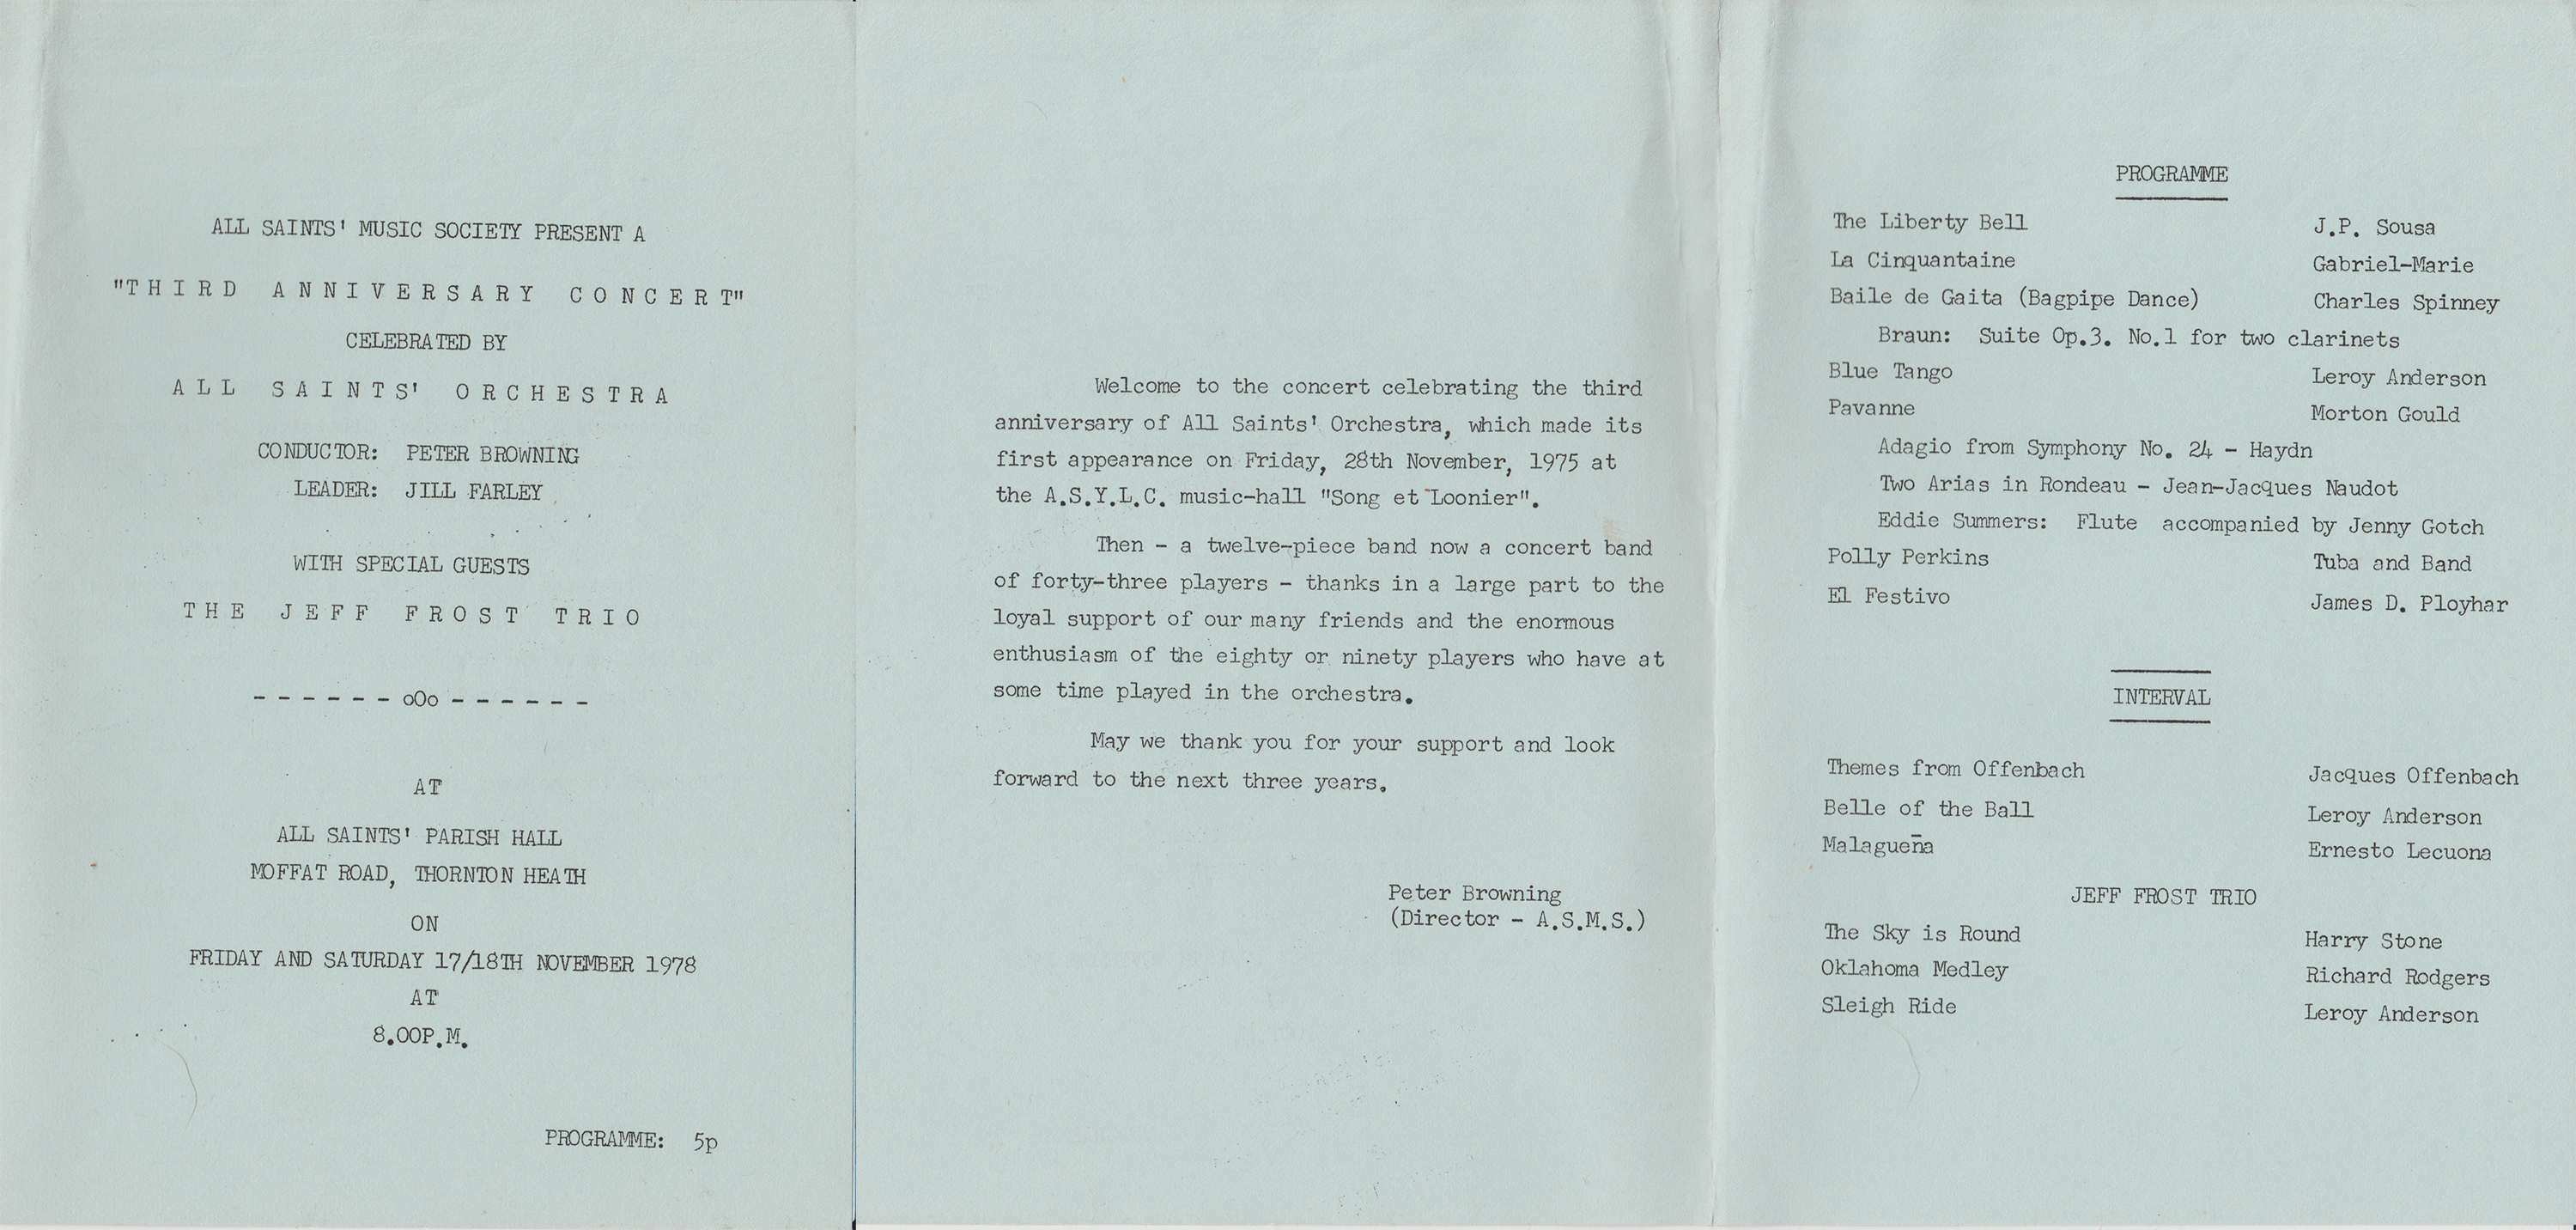 ALL SAINTS' MUSIC SOCIETY PRESENT A
"THIRD ANNIVERSARY CONCERT"
CELEBRATED BY
ALL SAINTS' ORCHESTRA
CONDUCTOR: PETER BROWNING
LEADER: JILL FARLEY
WITH SPECIAL GUESTS
THE JEFF FROST TRIO
- - - - - - oOo - - - - - -
AT
ALL SAINTS' PARISH HALL
MOFFAT ROAD, THORNTON HEATH
ON
FRIDAY AND SATURDAY 17/18TH NOVEMBER 1978
AT
8.00P.M.
PROGRAMME: 5p
Welcome to the concert celebrating the third
anniversary of All Saints' Orchestra, which made its
first appearance on Friday, 28th November, 1975 at
the A.S.Y.L.C. music-hall "Song et Loonier".
Then - a twelve-piece band now a concert band
of forty-three players - thanks in a large part to the
loyal support of our many friends and the enormous
enthusiasm of the eighty or ninety players who have at
some time played in the orchestra.
May we thank you for your support and look
forward to the next three years.
Peter Browning
(Director - A.S.M.S.)
PROGRAMME
The Liberty Bell J.P. Sousa
La Cinquantaine Gabriel-Marie
Baile de Gaita (Bagpipe Dance) Charles Spinney
Braun: Suite Op.3. No.1 for two clarinets
Blue Tango Leroy Anderson
Pavanne Morton Gould
Adagio from Symphony No. 24 - Haydn
Two Arias in Rondeau - Jean-Jacques Naudot
Eddie Summers: Flute accompanied by Jenny Gotch
Polly Perkins Tuba and Band
El Festivo James D. Ployhar
INTERVAL
Themes from Offenbach Jacques Offenbach
Belle of the Ball Leroy Anderson
Malagueña Ernesto Lecuona
JEFF FROST TRIO
The Sky is Round Harry Stone
Oklahoma Medley Richard Rodgers
Sleigh Ride Leroy Anderson